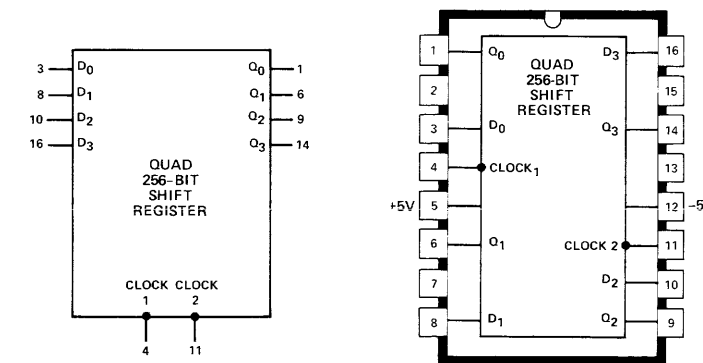 3 D0 Q0 1
8 D1 Q1 6
10 D2 Q2 9
16 D3 Q3 14
QUAD
256-BIT
SHIFT
REGISTER
CLOCK CLOCK
1 2
4 11
1 Q0 D3 16
QUAD
256-BIT
SHIFT
REGISTER
2 15
3 D0 Q3 14
4 CLOCK1 13
+5V 5 12 -5
6 Q1 CLOCK 2 11
7 D2 10
8 D1 Q2 9